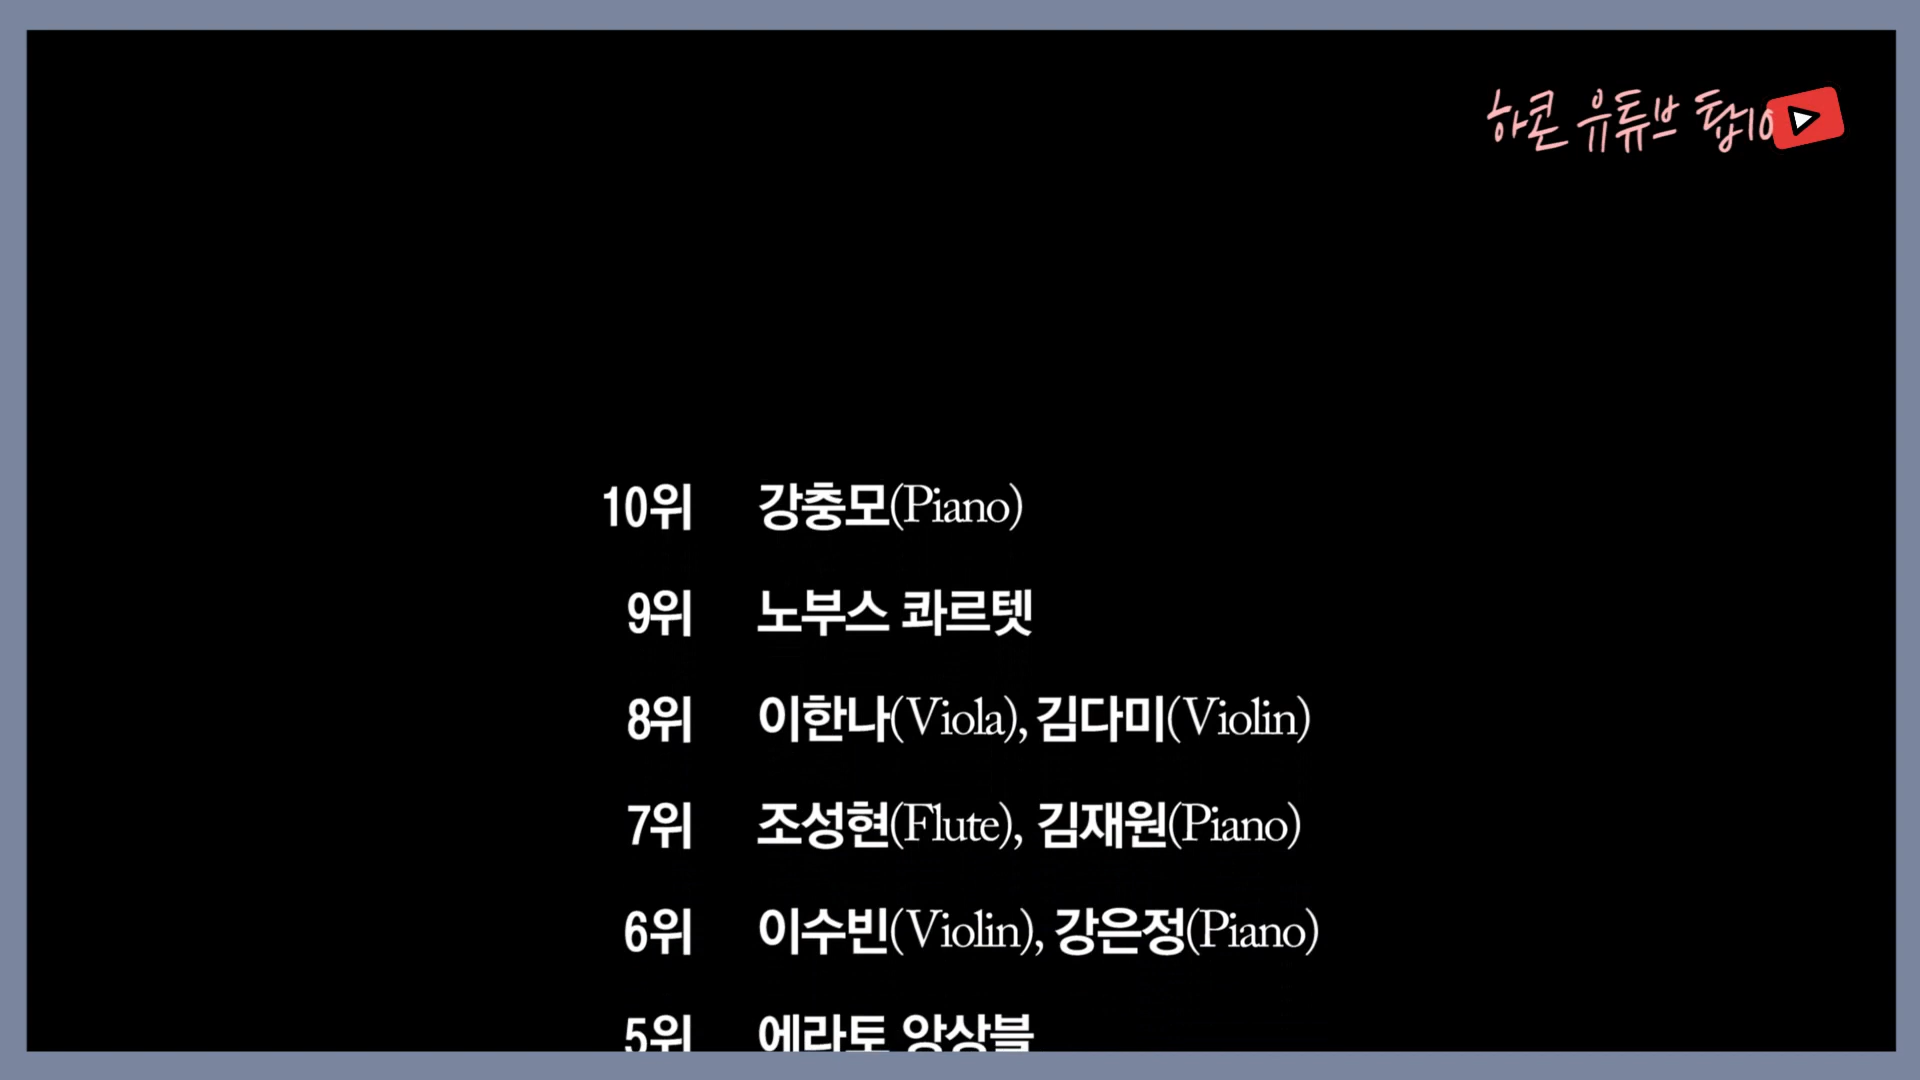 하콘 유튜브 탑10
10위 강충모(Piano)
9위 노부스 콰르텟
8위 이한나(Viola), 김다미(Violin)
7위 조성현(Flute), 김재원(Piano)
6위 이수빈(Violin), 강은정(Piano)
5위 에라토 앙상블